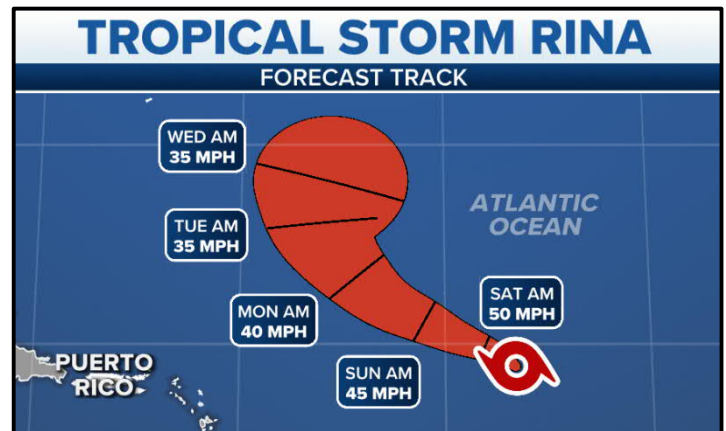 TROPICAL STORM RINA
FORECAST TRACK
WED AM
35 MPH
ATLANTIC
OCEAN
TUE AM
35 MPH
SAT AM
50 MPH
MON AM
40 MPH
PUERTO
RICO
SUN AM
45 MPH